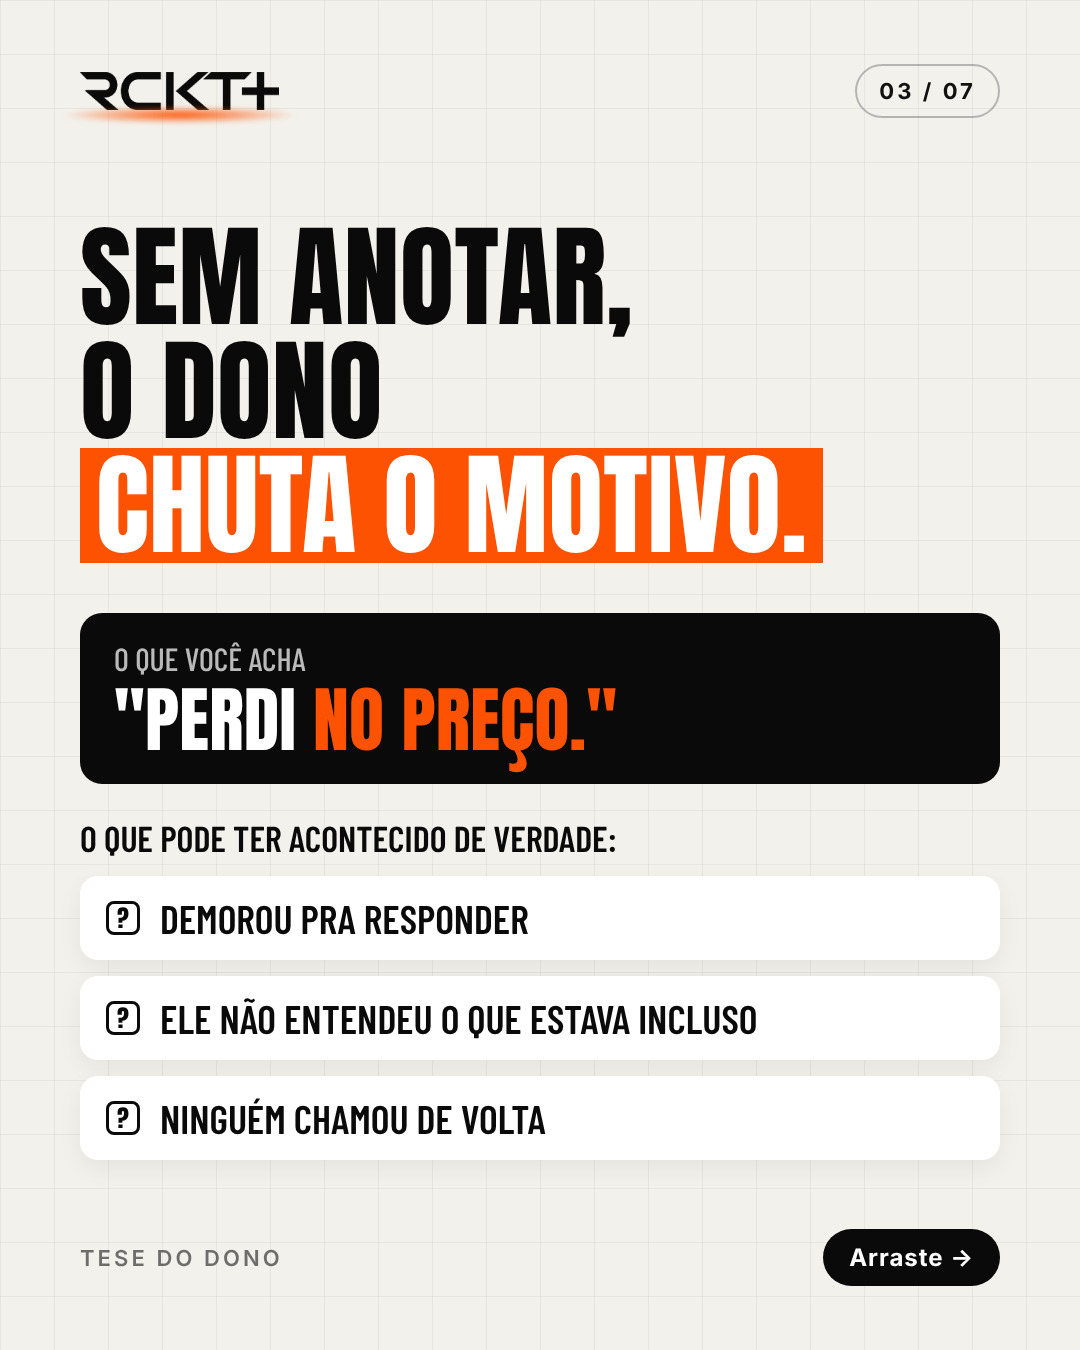 RCKT+
03 / 07
SEM ANOTAR,
O DONO
CHUTA O MOTIVO.
O QUE VOCÊ ACHA
"PERDI NO PREÇO."
O QUE PODE TER ACONTECIDO DE VERDADE:
? DEMOROU PRA RESPONDER
? ELE NÃO ENTENDEU O QUE ESTAVA INCLUSO
? NINGUÉM CHAMOU DE VOLTA
TESE DO DONO
Arraste →